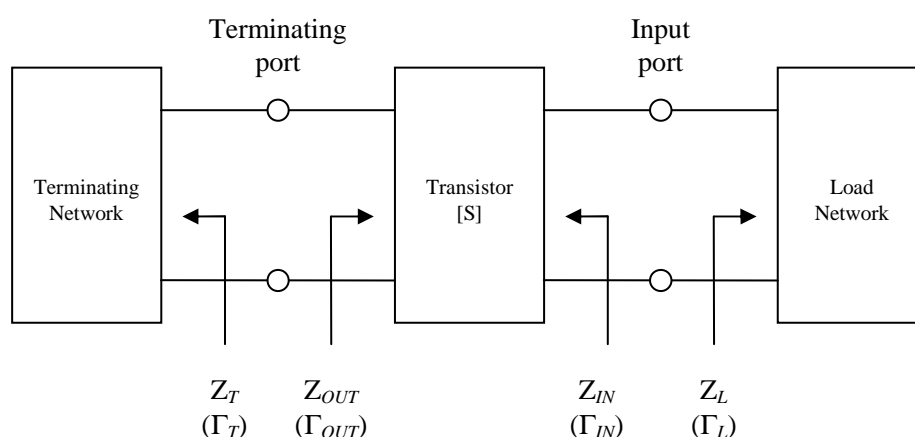 Terminating
port
Input
port
Terminating
Network
Transistor
[S]
Load
Network
Z_T
(Γ_T)
Z_OUT
(Γ_OUT)
Z_IN
(Γ_IN)
Z_L
(Γ_L)